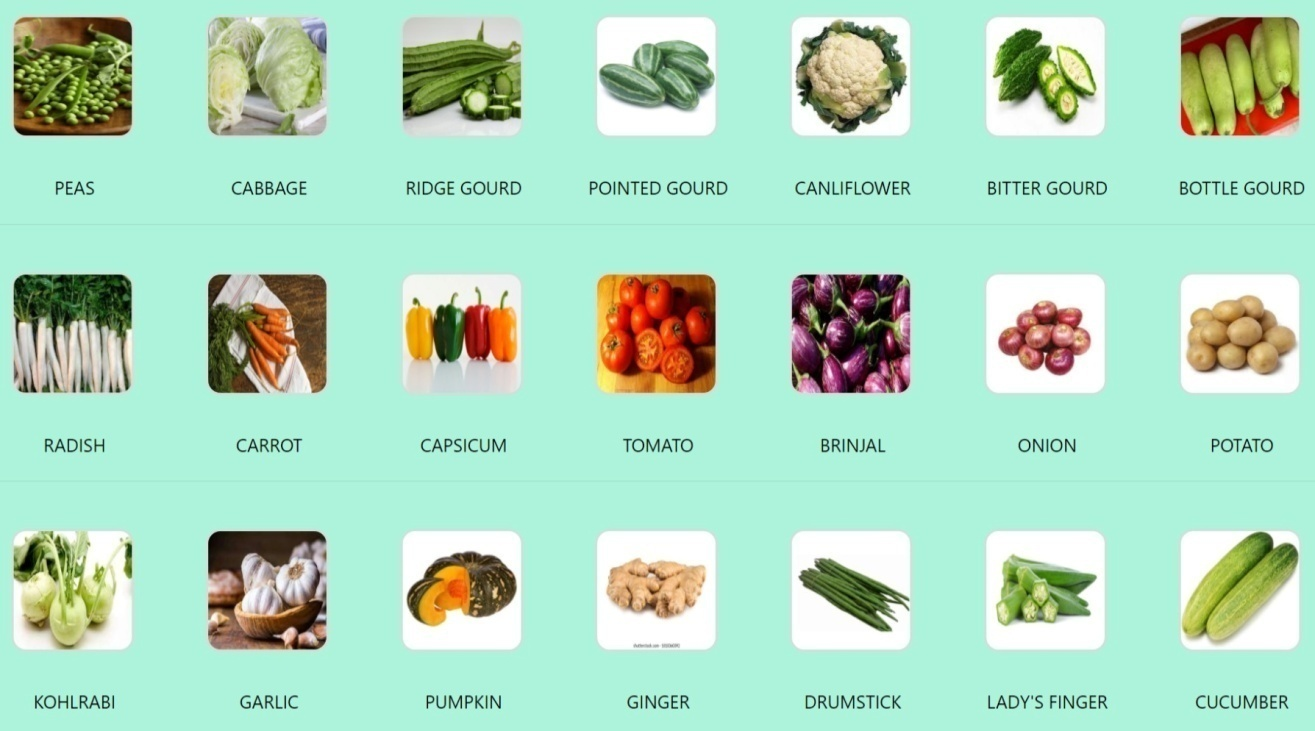 PEAS CABBAGE RIDGE GOURD POINTED GOURD CANLIFLOWER BITTER GOURD BOTTLE GOURD
RADISH CARROT CAPSICUM TOMATO BRINJAL ONION POTATO
KOHLRABI GARLIC PUMPKIN GINGER DRUMSTICK LADY'S FINGER CUCUMBER